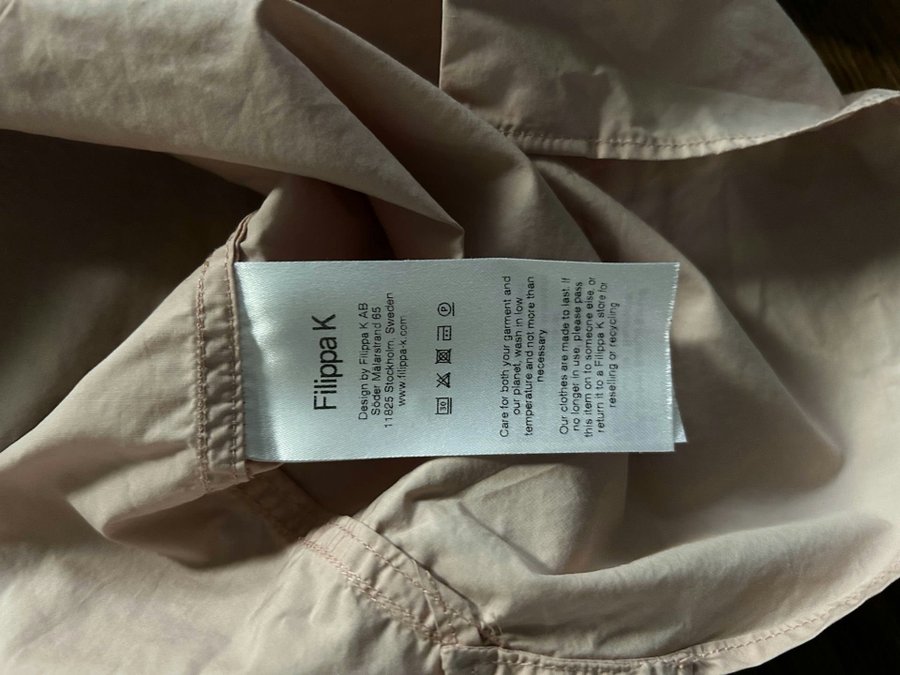 Filippa K
Design by Filippa K AB
Söder Mälarstrand 65
11825 Stockholm, Sweden
www.filippa-k.com
30
P
Care for both your garment and
our planet, wash in low
temperature and not more than
necessary
Our clothes are made to last. If
no longer in use, please pass
this item on to someone else, or
return it to a Filippa K store for
reselling or recycling